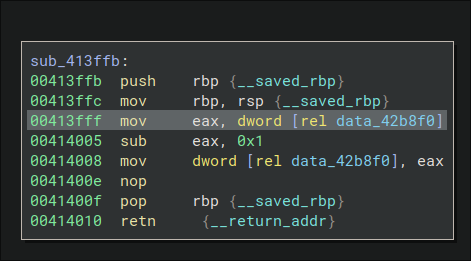 sub_413ffb:
00413ffb push rbp {__saved_rbp}
00413ffc mov rbp, rsp {__saved_rbp}
00413fff mov eax, dword [rel data_42b8f0]
00414005 sub eax, 0x1
00414008 mov dword [rel data_42b8f0], eax
0041400e nop
0041400f pop rbp {__saved_rbp}
00414010 retn {__return_addr}